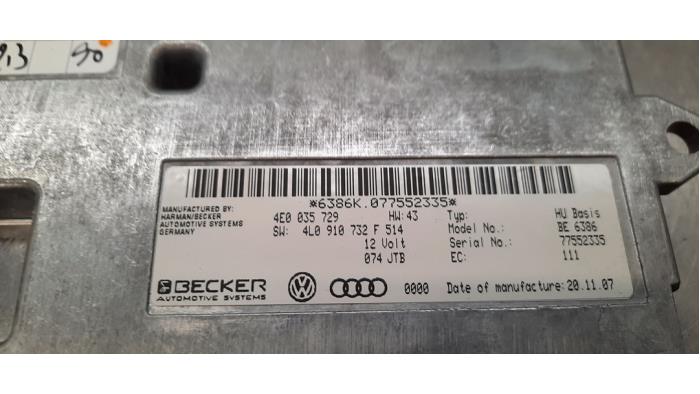 90
*6386K.077552335*
MANUFACTURED BY:
HARMAN/BECKER
AUTOMOTIVE SYSTEMS
GERMANY
4E0 035 729 HW:43 Typ: HU Basis
SW: 4L0 910 732 F 514 Model No.: BE 6386
12 Volt Serial No.: 77552335
074 JTB EC: 111
BECKER
AUTOMOTIVE SYSTEMS
0000 Date of manufacture:20.11.07